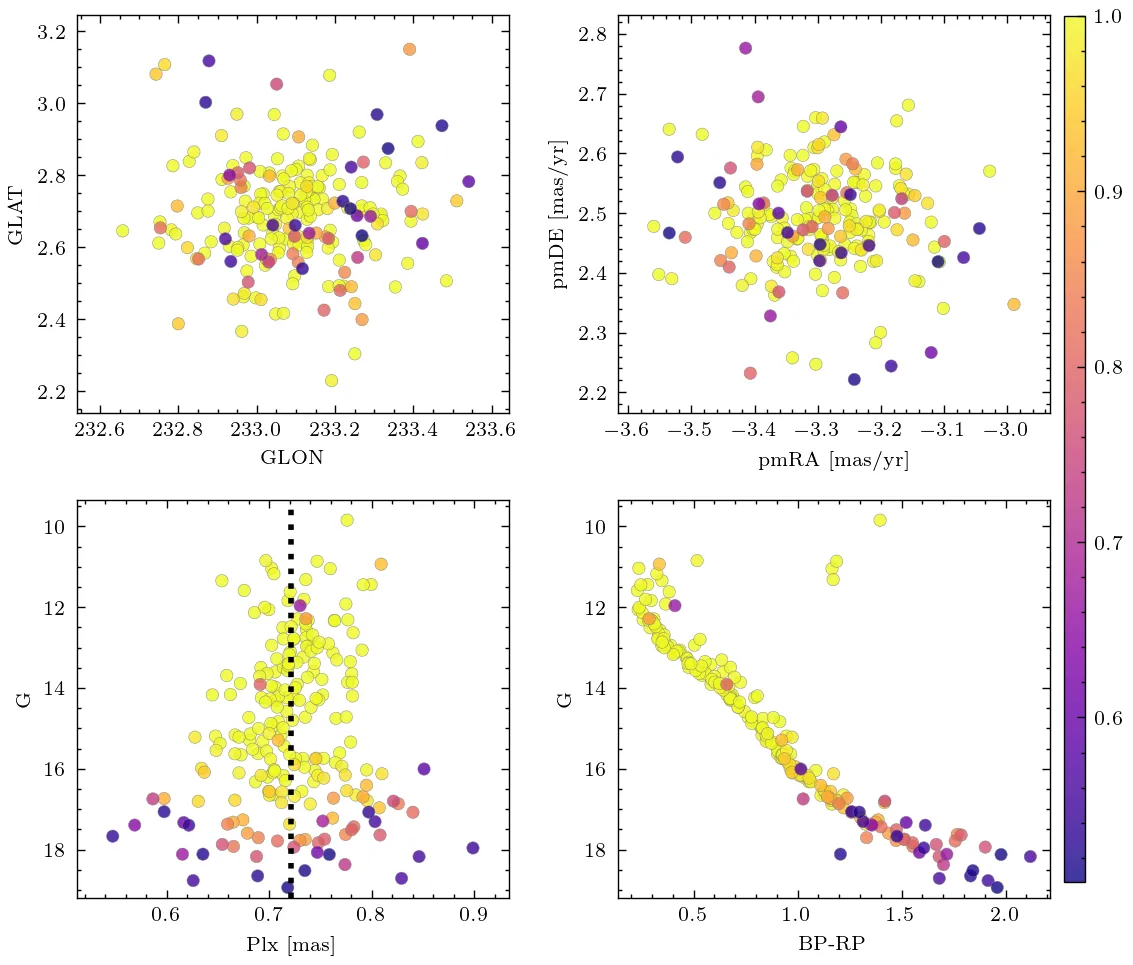 3.2
3.0
2.8
2.6
2.4
2.2
GLAT
232.6 232.8 233.0 233.2 233.4 233.6
GLON
2.8
2.7
2.6
2.5
2.4
2.3
2.2
pmDE [mas/yr]
−3.6 −3.5 −3.4 −3.3 −3.2 −3.1 −3.0
pmRA [mas/yr]
10
12
14
16
18
G
0.6 0.7 0.8 0.9
Plx [mas]
10
12
14
16
18
G
0.5 1.0 1.5 2.0
BP-RP
1.0
0.9
0.8
0.7
0.6